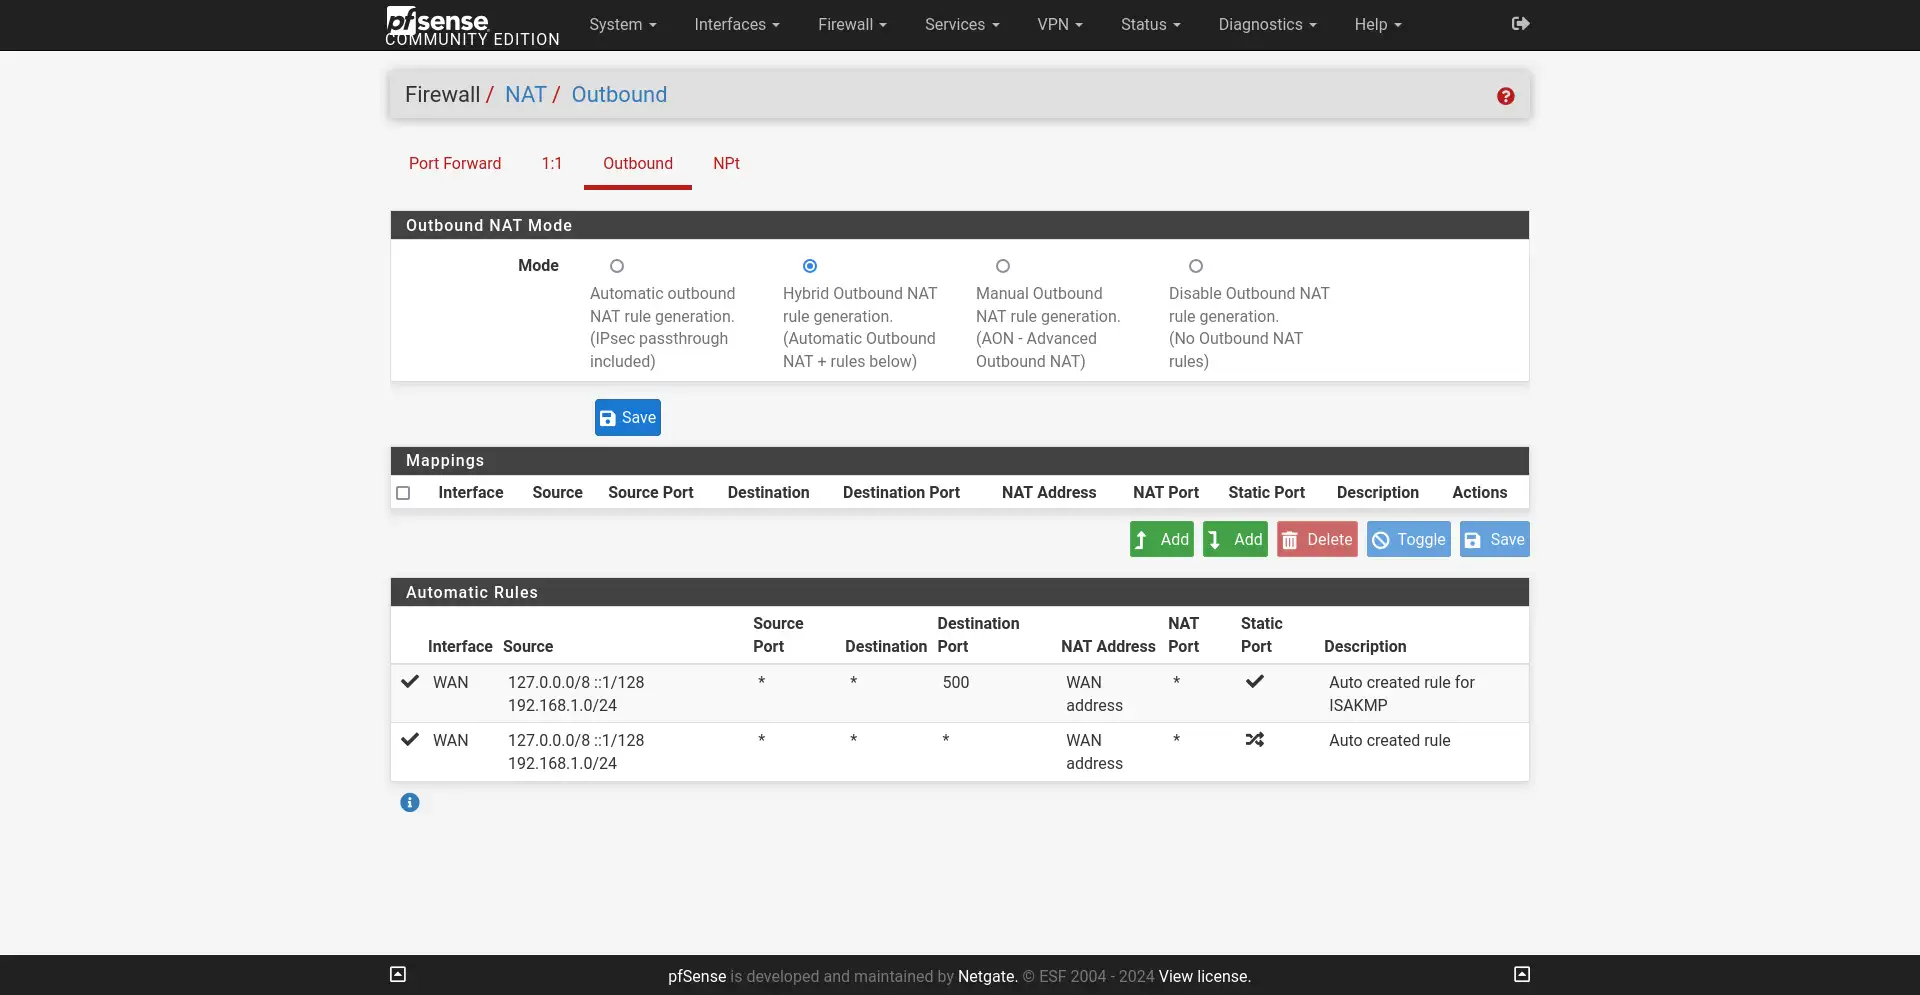 pfsense
COMMUNITY EDITION
System Interfaces Firewall Services VPN Status Diagnostics Help
Firewall / NAT / Outbound
Port Forward 1:1 Outbound NPt
Outbound NAT Mode
Mode
Automatic outbound
NAT rule generation.
(IPsec passthrough
included)
Hybrid Outbound NAT
rule generation.
(Automatic Outbound
NAT + rules below)
Manual Outbound
NAT rule generation.
(AON - Advanced
Outbound NAT)
Disable Outbound NAT
rule generation.
(No Outbound NAT
rules)
Save
Mappings
Interface Source Source Port Destination Destination Port NAT Address NAT Port Static Port Description Actions
Add Add Delete Toggle Save
Automatic Rules
Source Destination NAT Static
Interface Source Port Destination Port NAT Address Port Port Description
WAN 127.0.0.0/8 ::1/128 * * 500 WAN * Auto created rule for
192.168.1.0/24 address ISAKMP
WAN 127.0.0.0/8 ::1/128 * * * WAN * Auto created rule
192.168.1.0/24 address
pfSense is developed and maintained by Netgate. © ESF 2004 - 2024 View license.